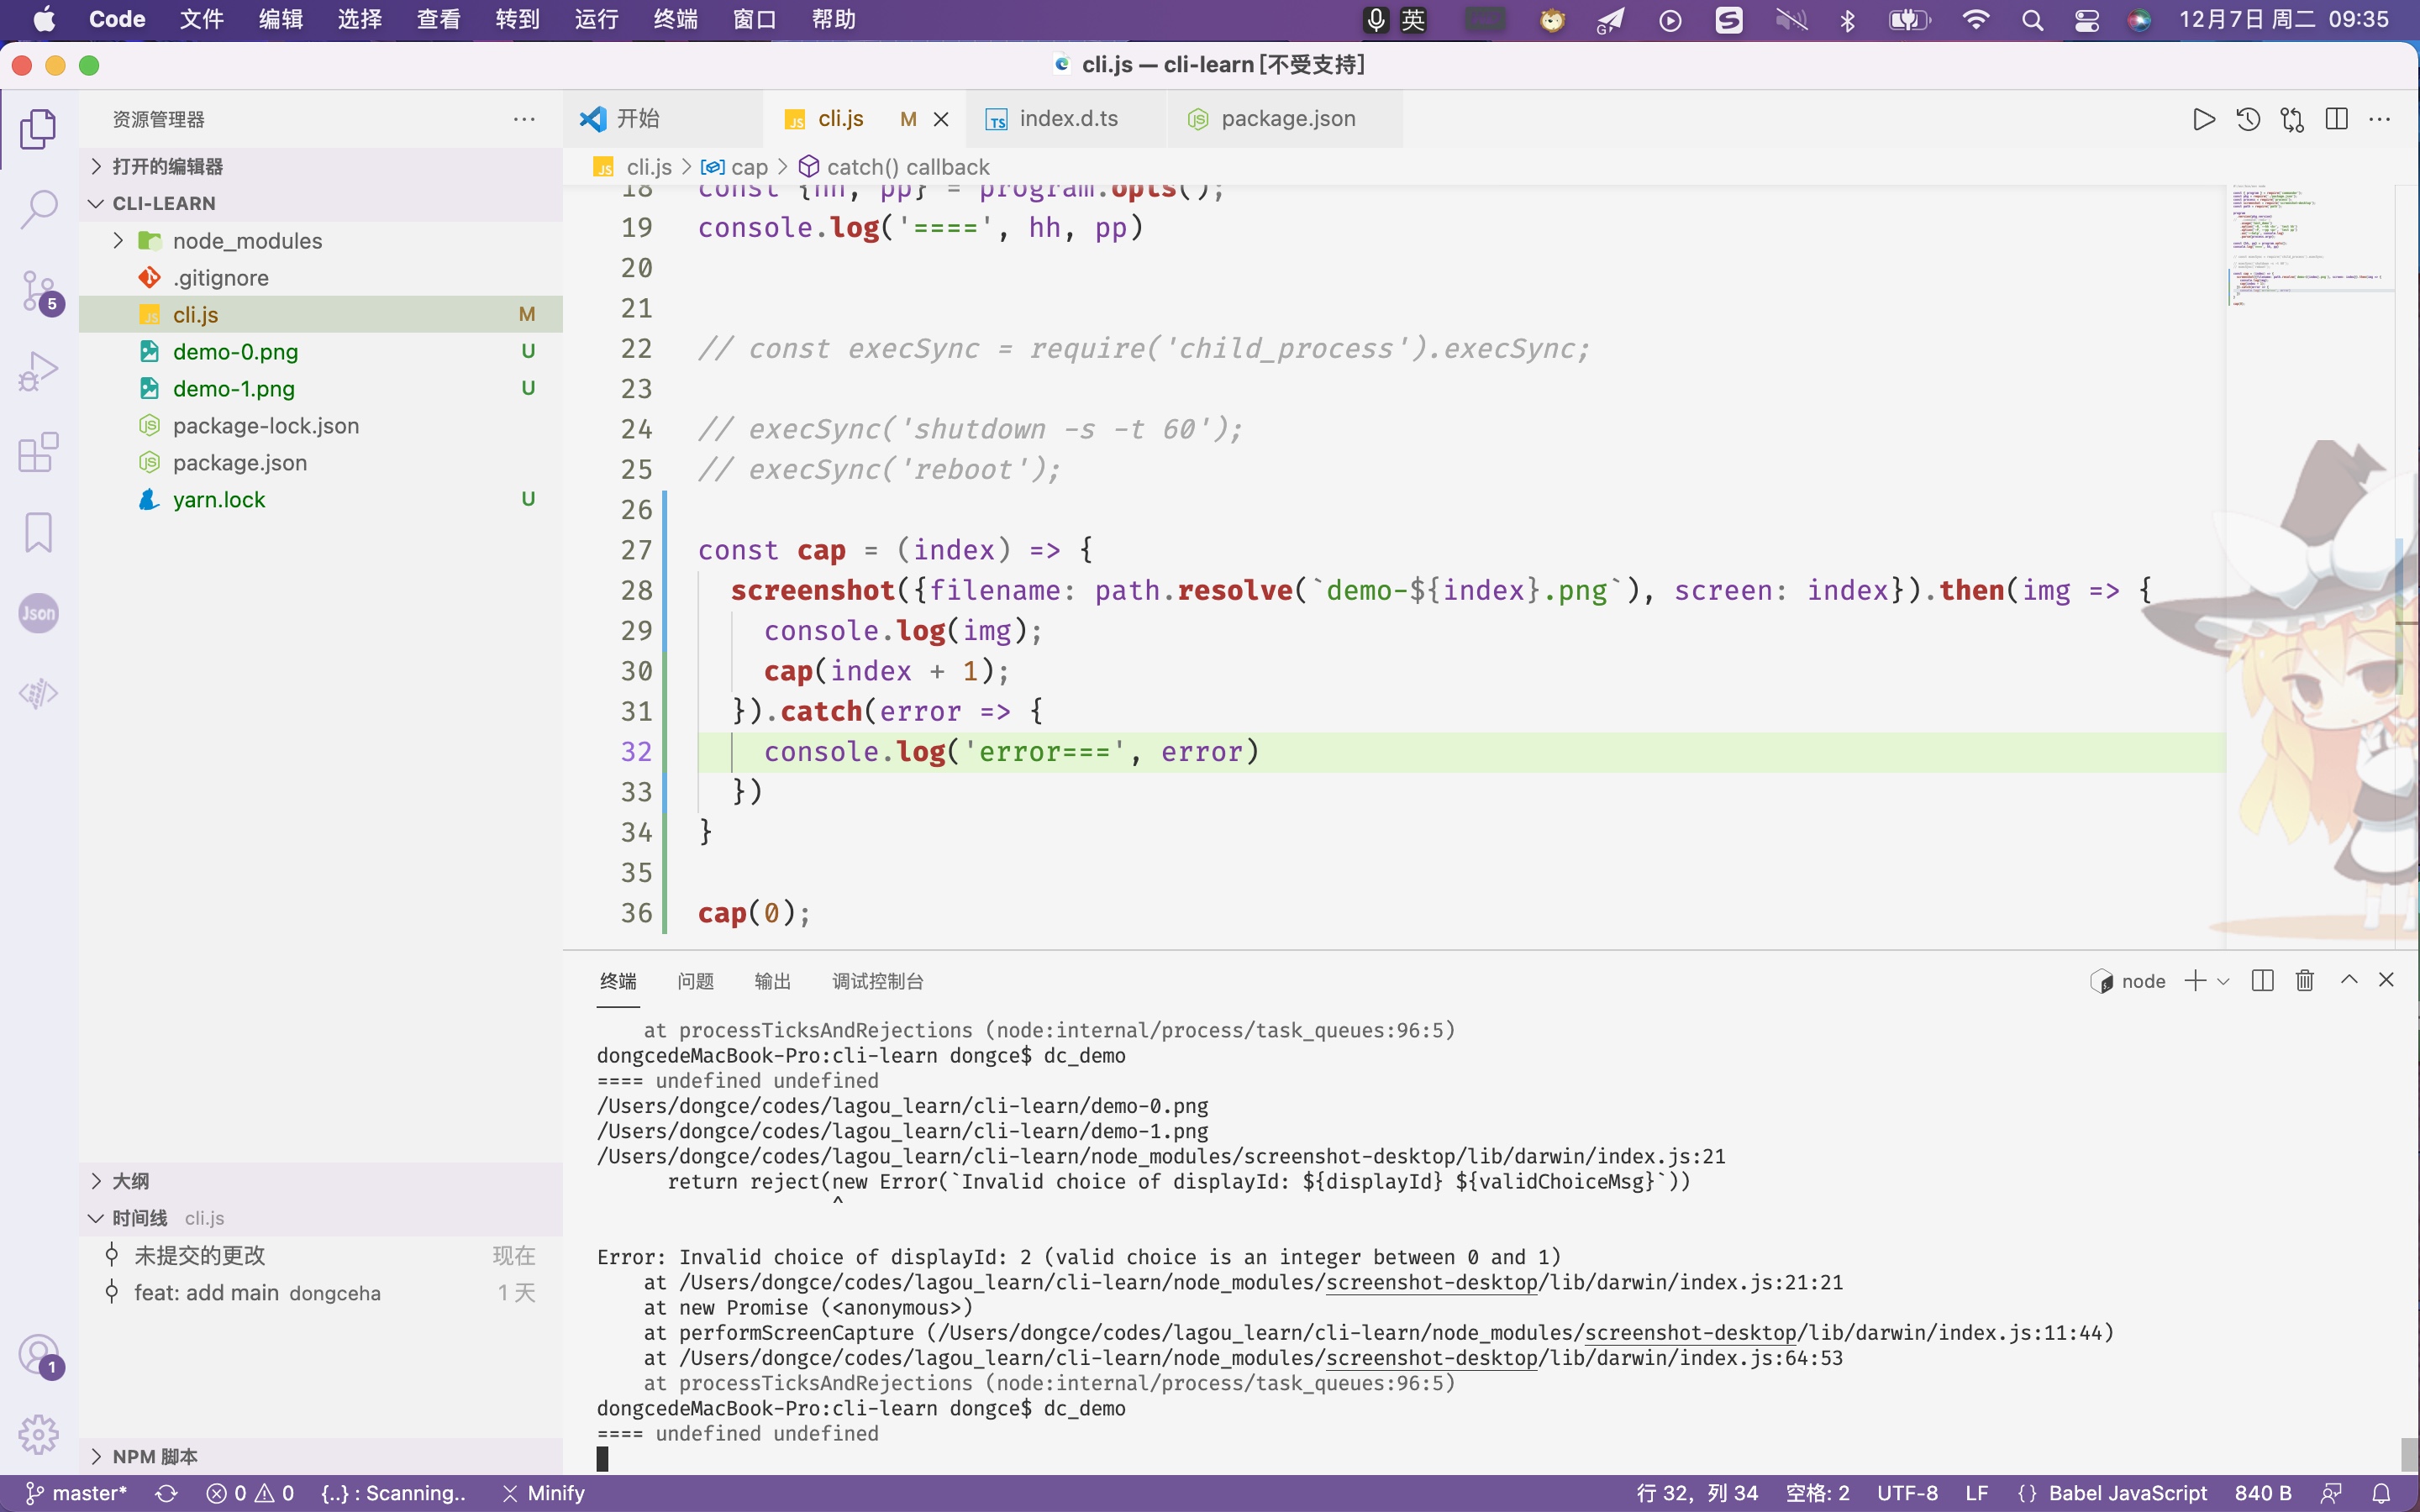 Code 文件 编辑 选择 查看 转到 运行 终端 窗口 帮助 英 12月7日 周二 09:35
cli.js — cli-learn [不受支持]
资源管理器
打开的编辑器
CLI-LEARN
node_modules
.gitignore
cli.js M
demo-0.png U
demo-1.png U
package-lock.json
package.json
yarn.lock U
大纲
时间线 cli.js
未提交的更改 现在
feat: add main dongceha 1 天
NPM 脚本
5
Json
1
开始 cli.js M index.d.ts package.json
cli.js > cap > catch() callback
18 const {hh, pp} = program.opts();
19 console.log('====', hh, pp)
20
21
22 // const execSync = require('child_process').execSync;
23
24 // execSync('shutdown -s -t 60');
25 // execSync('reboot');
26
27 const cap = (index) => {
28 screenshot({filename: path.resolve(`demo-${index}.png`), screen: index}).then(img => {
29 console.log(img);
30 cap(index + 1);
31 }).catch(error => {
32 console.log('error===', error)
33 })
34 }
35
36 cap(0);
终端 问题 输出 调试控制台 node
at processTicksAndRejections (node:internal/process/task_queues:96:5)
dongcedeMacBook-Pro:cli-learn dongce$ dc_demo
==== undefined undefined
/Users/dongce/codes/lagou_learn/cli-learn/demo-0.png
/Users/dongce/codes/lagou_learn/cli-learn/demo-1.png
/Users/dongce/codes/lagou_learn/cli-learn/node_modules/screenshot-desktop/lib/darwin/index.js:21
return reject(new Error(`Invalid choice of displayId: ${displayId} ${validChoiceMsg}`))
^
Error: Invalid choice of displayId: 2 (valid choice is an integer between 0 and 1)
at /Users/dongce/codes/lagou_learn/cli-learn/node_modules/screenshot-desktop/lib/darwin/index.js:21:21
at new Promise (<anonymous>)
at performScreenCapture (/Users/dongce/codes/lagou_learn/cli-learn/node_modules/screenshot-desktop/lib/darwin/index.js:11:44)
at /Users/dongce/codes/lagou_learn/cli-learn/node_modules/screenshot-desktop/lib/darwin/index.js:64:53
at processTicksAndRejections (node:internal/process/task_queues:96:5)
dongcedeMacBook-Pro:cli-learn dongce$ dc_demo
==== undefined undefined
master* 0 0 {..} : Scanning.. Minify 行 32，列 34 空格: 2 UTF-8 LF {} Babel JavaScript 840 B